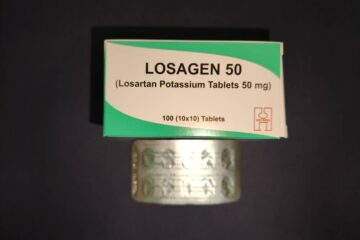 LOSAGEN 50
(Losartan Potassium Tablets 50 mg)
100 (10x10) Tablets